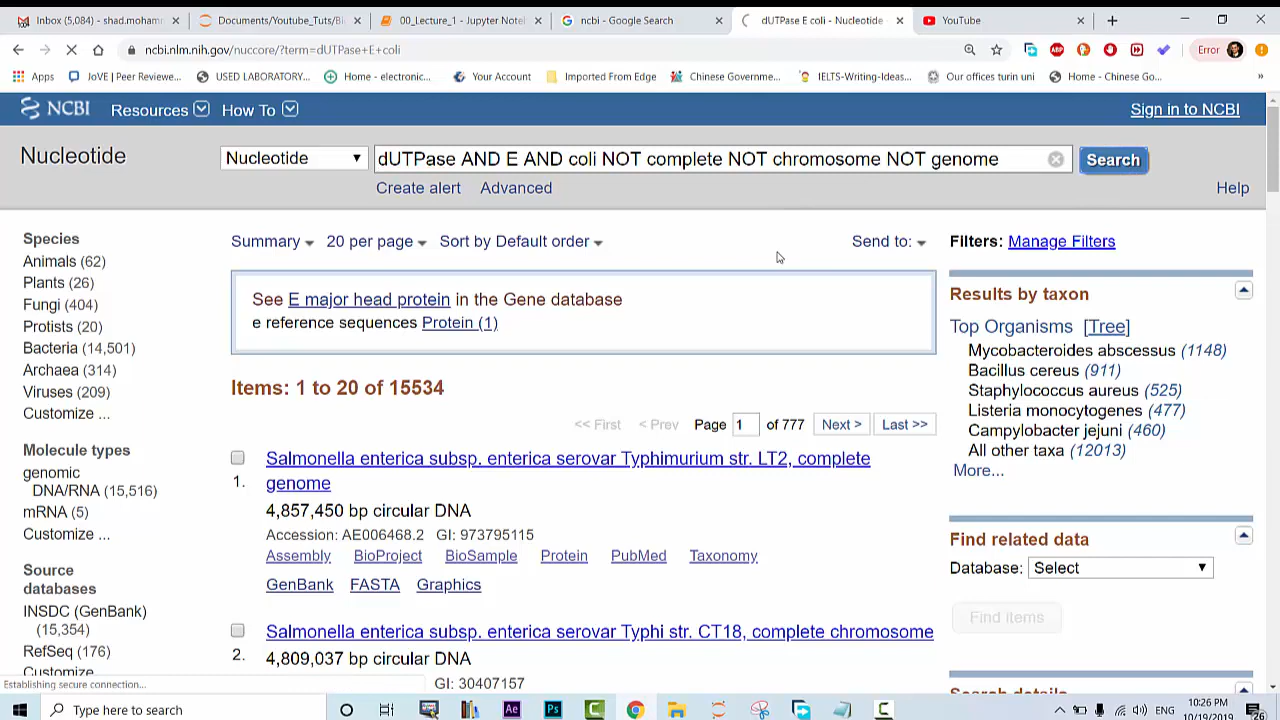 Inbox (5,084) - shad.mohamm
Documents/Youtube_Tuts/Bi
00_Lecture_1 - Jupyter Notel
ncbi - Google Search
dUTPase E coli - Nucleotide
YouTube
ncbi.nlm.nih.gov/nuccore/?term=dUTPase+E+coli
Error
Apps
JoVE | Peer Reviewe...
USED LABORATORY...
Home - electronic...
Your Account
Imported From Edge
Chinese Governme...
IELTS-Writing-Ideas...
Our offices turin uni
Home - Chinese Go...
NCBI Resources How To
Sign in to NCBI
Nucleotide
Nucleotide
dUTPase AND E AND coli NOT complete NOT chromosome NOT genome
Search
Create alert Advanced
Help
Species
Animals (62)
Plants (26)
Fungi (404)
Protists (20)
Bacteria (14,501)
Archaea (314)
Viruses (209)
Customize ...
Molecule types
genomic
DNA/RNA (15,516)
mRNA (5)
Customize ...
Source
databases
INSDC (GenBank)
(15,354)
RefSeq (176)
Customize
Summary 20 per page Sort by Default order
Send to:
See E major head protein in the Gene database
e reference sequences Protein (1)
Items: 1 to 20 of 15534
<< First < Prev Page 1 of 777 Next > Last >>
Salmonella enterica subsp. enterica serovar Typhimurium str. LT2, complete
1. genome
4,857,450 bp circular DNA
Accession: AE006468.2 GI: 973795115
Assembly BioProject BioSample Protein PubMed Taxonomy
GenBank FASTA Graphics
Salmonella enterica subsp. enterica serovar Typhi str. CT18, complete chromosome
2. 4,809,037 bp circular DNA
GI: 30407157
Filters: Manage Filters
Results by taxon
Top Organisms [Tree]
Mycobacteroides abscessus (1148)
Bacillus cereus (911)
Staphylococcus aureus (525)
Listeria monocytogenes (477)
Campylobacter jejuni (460)
All other taxa (12013)
More...
Find related data
Database: Select
Find items
Search details
Establishing secure connection...
Type here to search
Ae
Ps
ENG
10:26 PM
10/19/2019